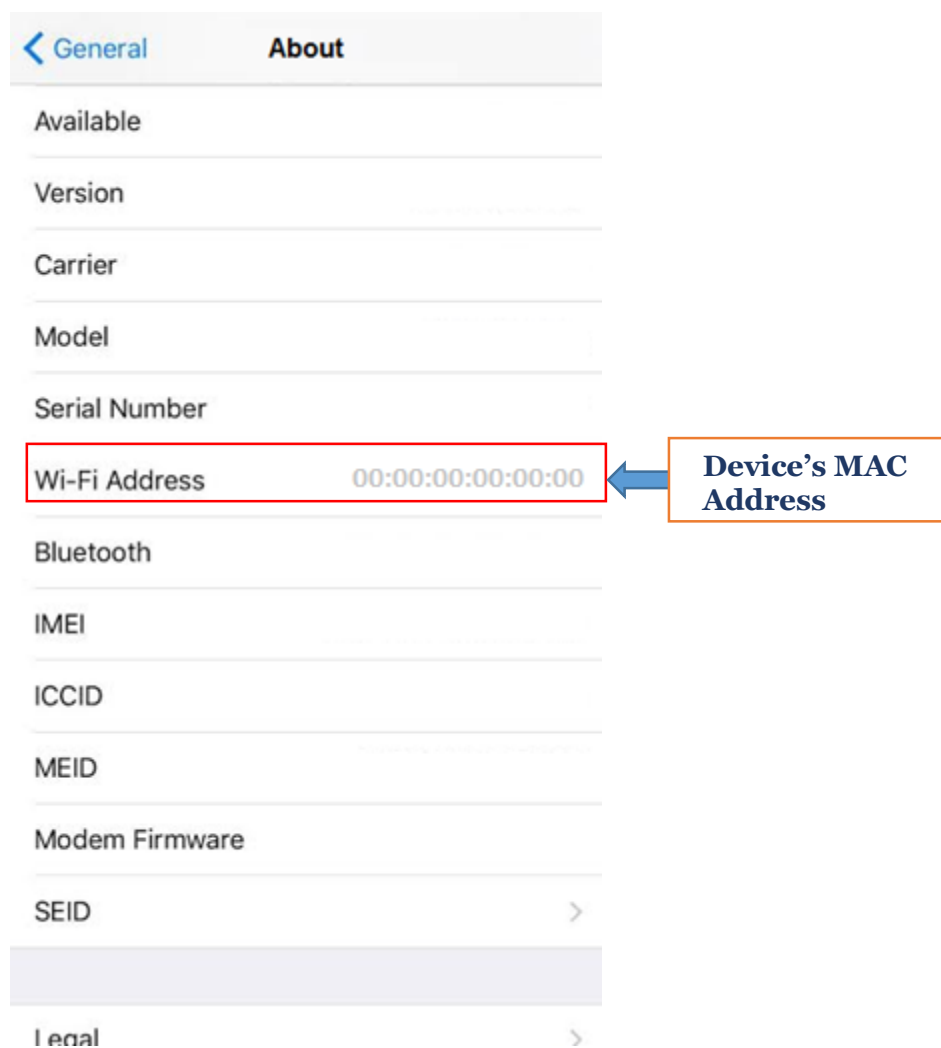 General About
Available
Version
Carrier
Model
Serial Number
Wi-Fi Address 00:00:00:00:00:00
Device’s MAC
Address
Bluetooth
IMEI
ICCID
MEID
Modem Firmware
SEID
Legal